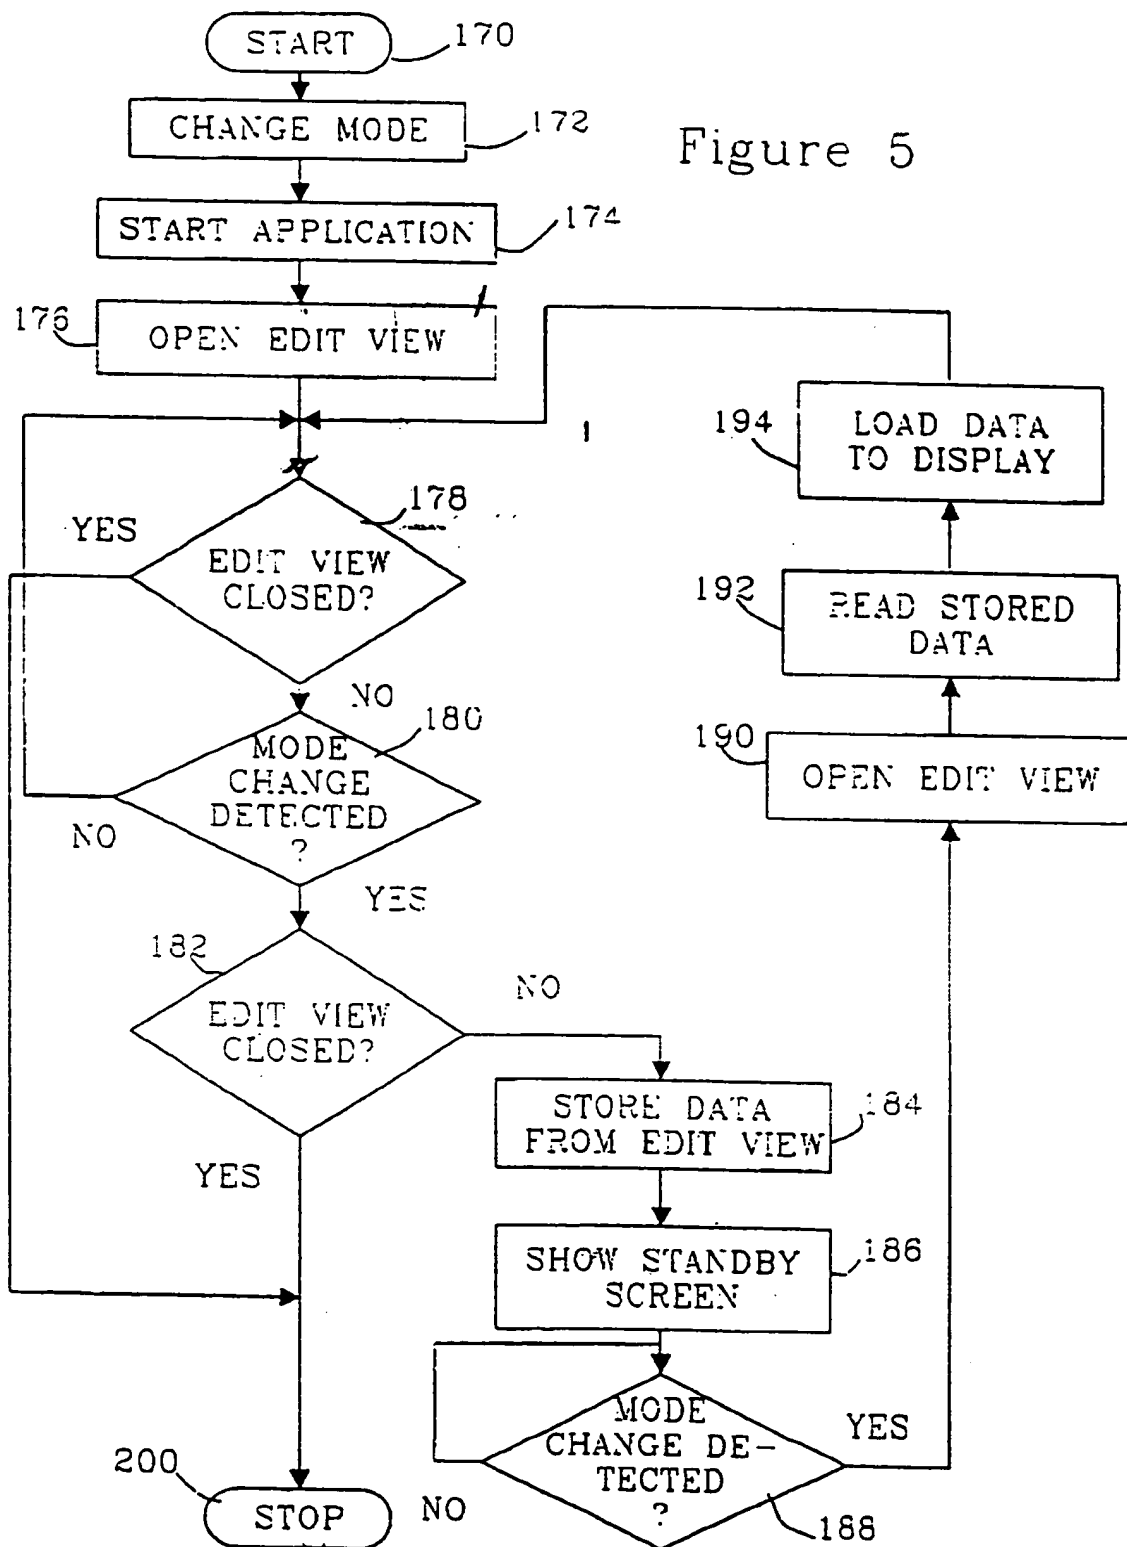 START
170
CHANGE MODE
172
Figure 5
START APPLICATION
174
176
OPEN EDIT VIEW
194
LOAD DATA
TO DISPLAY
178
YES
EDIT VIEW
CLOSED?
192
READ STORED
DATA
NO
180
MODE
CHANGE
DETECTED
?
NO
190
OPEN EDIT VIEW
YES
182
EDIT VIEW
CLOSED?
NO
STORE DATA
FROM EDIT VIEW
184
YES
SHOW STANDBY
SCREEN
186
MODE
CHANGE DE-
TECTED
?
YES
NO
188
200
STOP